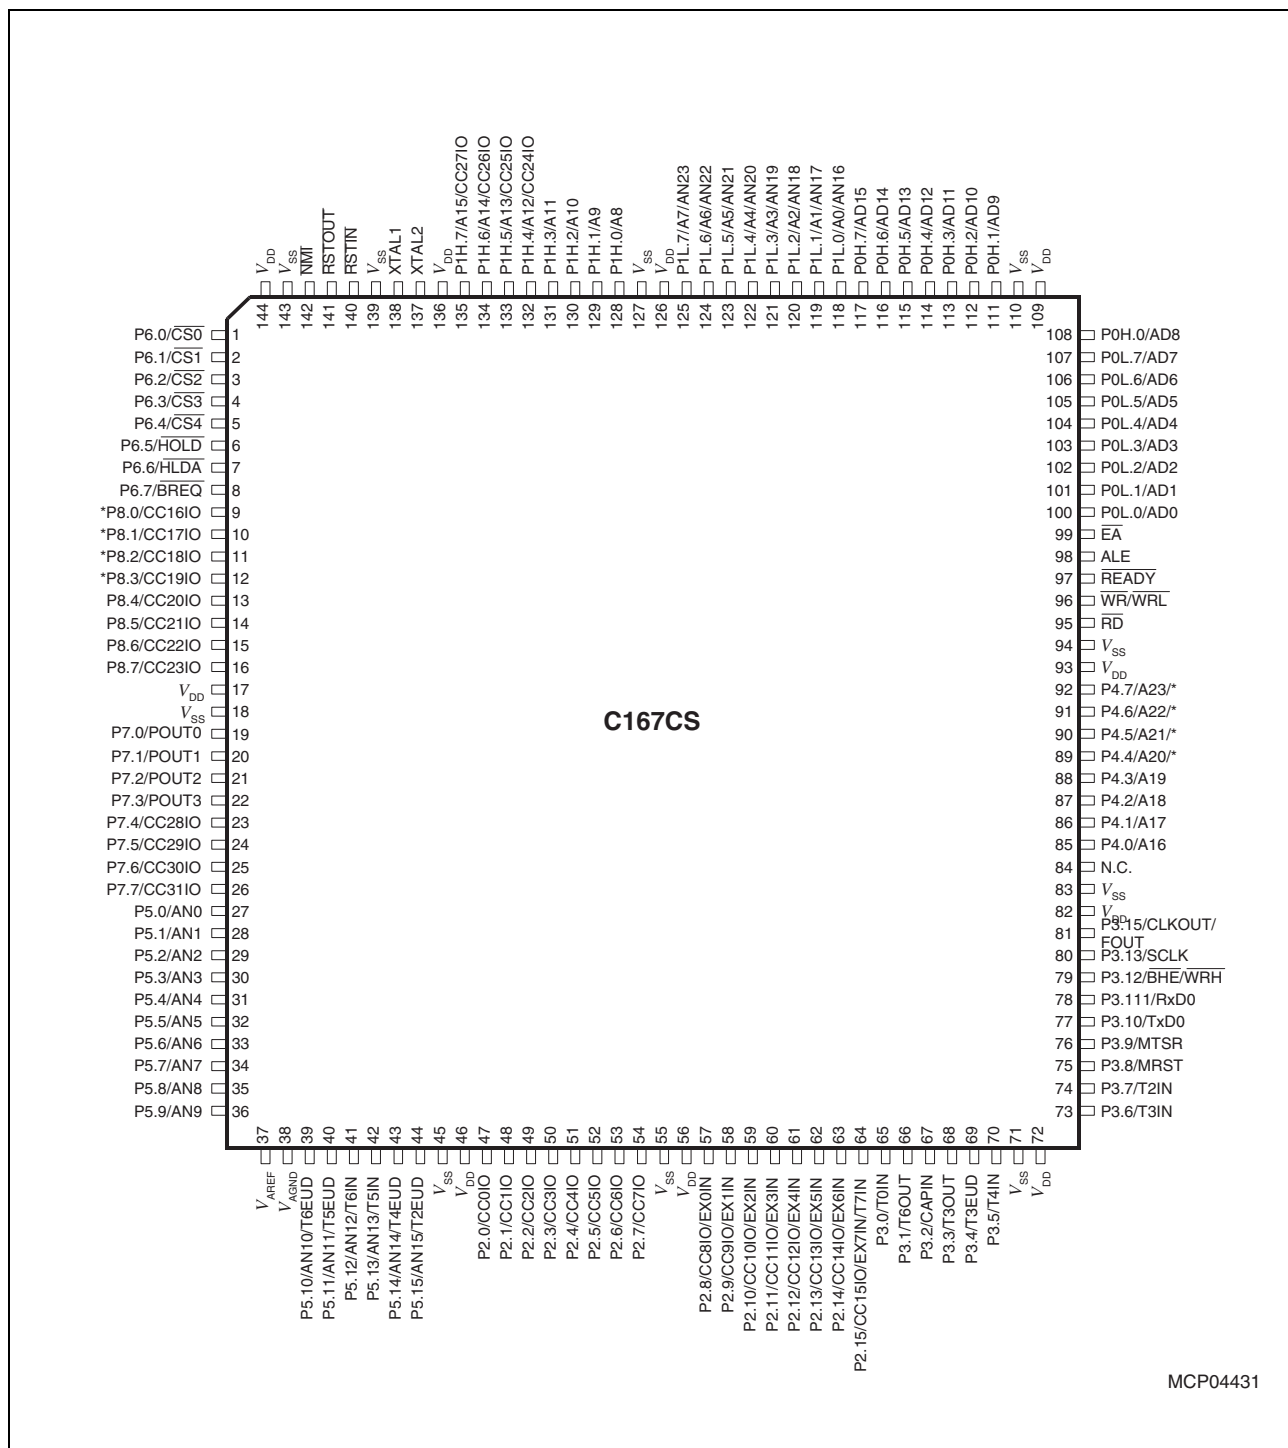 V̅DD
VSS
N̅M̅I̅
R̅S̅T̅O̅U̅T̅
R̅S̅T̅I̅N̅
VSS
XTAL1
XTAL2
VDD
P1H.7/A15/CC27IO
P1H.6/A14/CC26IO
P1H.5/A13/CC25IO
P1H.4/A12/CC24IO
P1H.3/A11
P1H.2/A10
P1H.1/A9
P1H.0/A8
VSS
VDD
P1L.7/A7/AN23
P1L.6/A6/AN22
P1L.5/A5/AN21
P1L.4/A4/AN20
P1L.3/A3/AN19
P1L.2/A2/AN18
P1L.1/A1/AN17
P1L.0/A0/AN16
P0H.7/AD15
P0H.6/AD14
P0H.5/AD13
P0H.4/AD12
P0H.3/AD11
P0H.2/AD10
P0H.1/AD9
VSS
VDD
144 143 142 141 140 139 138 137 136 135 134 133 132 131 130 129 128 127 126 125 124 123 122 121 120 119 118 117 116 115 114 113 112 111 110 109
P6.0/C̅S̅0̅ 1
P6.1/C̅S̅1̅ 2
P6.2/C̅S̅2̅ 3
P6.3/C̅S̅3̅ 4
P6.4/C̅S̅4̅ 5
P6.5/H̅O̅L̅D̅ 6
P6.6/H̅L̅D̅A̅ 7
P6.7/B̅R̅E̅Q̅ 8
*P8.0/CC16IO 9
*P8.1/CC17IO 10
*P8.2/CC18IO 11
*P8.3/CC19IO 12
P8.4/CC20IO 13
P8.5/CC21IO 14
P8.6/CC22IO 15
P8.7/CC23IO 16
VDD 17
VSS 18
P7.0/POUT0 19
P7.1/POUT1 20
P7.2/POUT2 21
P7.3/POUT3 22
P7.4/CC28IO 23
P7.5/CC29IO 24
P7.6/CC30IO 25
P7.7/CC31IO 26
P5.0/AN0 27
P5.1/AN1 28
P5.2/AN2 29
P5.3/AN3 30
P5.4/AN4 31
P5.5/AN5 32
P5.6/AN6 33
P5.7/AN7 34
P5.8/AN8 35
P5.9/AN9 36
C167CS
108 P0H.0/AD8
107 P0L.7/AD7
106 P0L.6/AD6
105 P0L.5/AD5
104 P0L.4/AD4
103 P0L.3/AD3
102 P0L.2/AD2
101 P0L.1/AD1
100 P0L.0/AD0
99 E̅A̅
98 ALE
97 R̅E̅A̅D̅Y̅
96 W̅R̅/W̅R̅L̅
95 R̅D̅
94 VSS
93 VDD
92 P4.7/A23/*
91 P4.6/A22/*
90 P4.5/A21/*
89 P4.4/A20/*
88 P4.3/A19
87 P4.2/A18
86 P4.1/A17
85 P4.0/A16
84 N.C.
83 VSS
82 VDD
81 P3.15/CLKOUT/
FOUT
80 P3.13/SCLK
79 P3.12/B̅H̅E̅/W̅R̅H̅
78 P3.111/RxD0
77 P3.10/TxD0
76 P3.9/MTSR
75 P3.8/MRST
74 P3.7/T2IN
73 P3.6/T3IN
37 38 39 40 41 42 43 44 45 46 47 48 49 50 51 52 53 54 55 56 57 58 59 60 61 62 63 64 65 66 67 68 69 70 71 72
VAREF
VAGND
P5.10/AN10/T6EUD
P5.11/AN11/T5EUD
P5.12/AN12/T6IN
P5.13/AN13/T5IN
P5.14/AN14/T4EUD
P5.15/AN15/T2EUD
VSS
VDD
P2.0/CC0IO
P2.1/CC1IO
P2.2/CC2IO
P2.3/CC3IO
P2.4/CC4IO
P2.5/CC5IO
P2.6/CC6IO
P2.7/CC7IO
VSS
VDD
P2.8/CC8IO/EX0IN
P2.9/CC9IO/EX1IN
P2.10/CC10IO/EX2IN
P2.11/CC11IO/EX3IN
P2.12/CC12IO/EX4IN
P2.13/CC13IO/EX5IN
P2.14/CC14IO/EX6IN
P2.15/CC15IO/EX7IN/T7IN
P3.0/T0IN
P3.1/T6OUT
P3.2/CAPIN
P3.3/T3OUT
P3.4/T3EUD
P3.5/T4IN
VSS
VDD
MCP04431